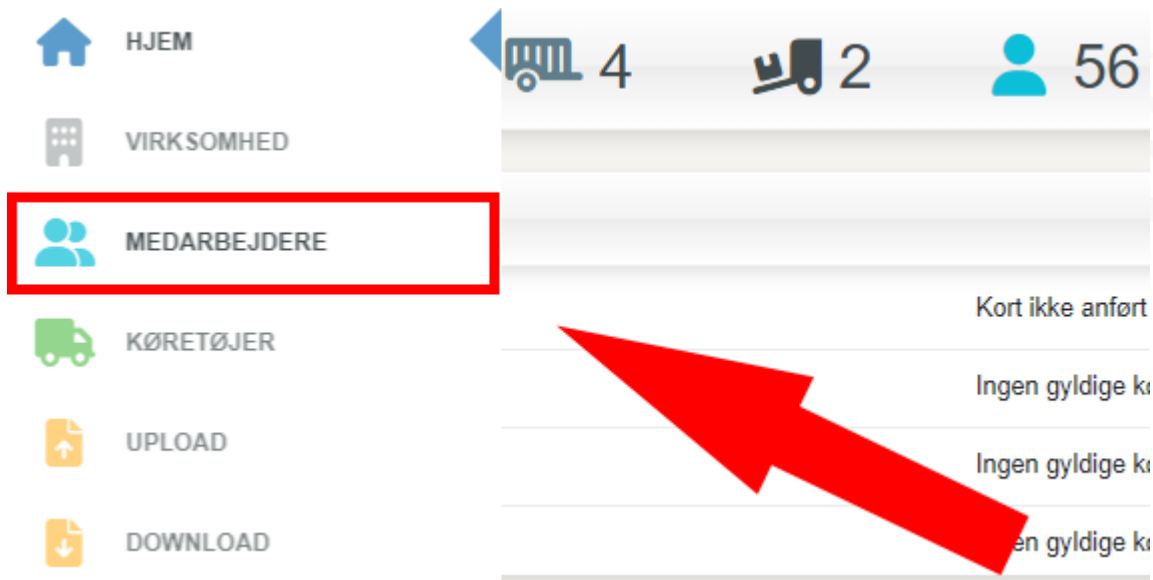 HJEM
VIRKSOMHED
MEDARBEJDERE
KØRETØJER
UPLOAD
DOWNLOAD
4
2
56
Kort ikke anført
Ingen gyldige
Ingen gyldige
gyldige